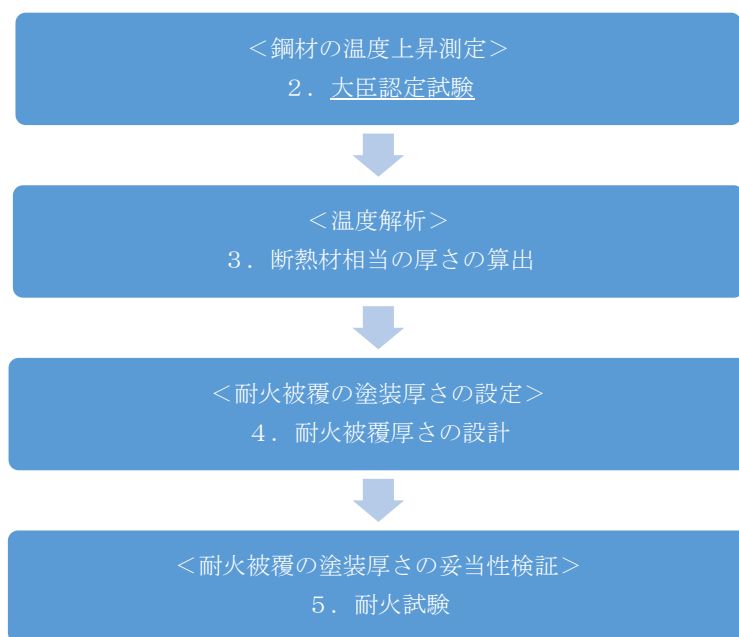 ＜鋼材の温度上昇測定＞
２．大臣認定試験
＜温度解析＞
３．断熱材相当の厚さの算出
＜耐火被覆の塗装厚さの設定＞
４．耐火被覆厚さの設計
＜耐火被覆の塗装厚さの妥当性検証＞
５．耐火試験